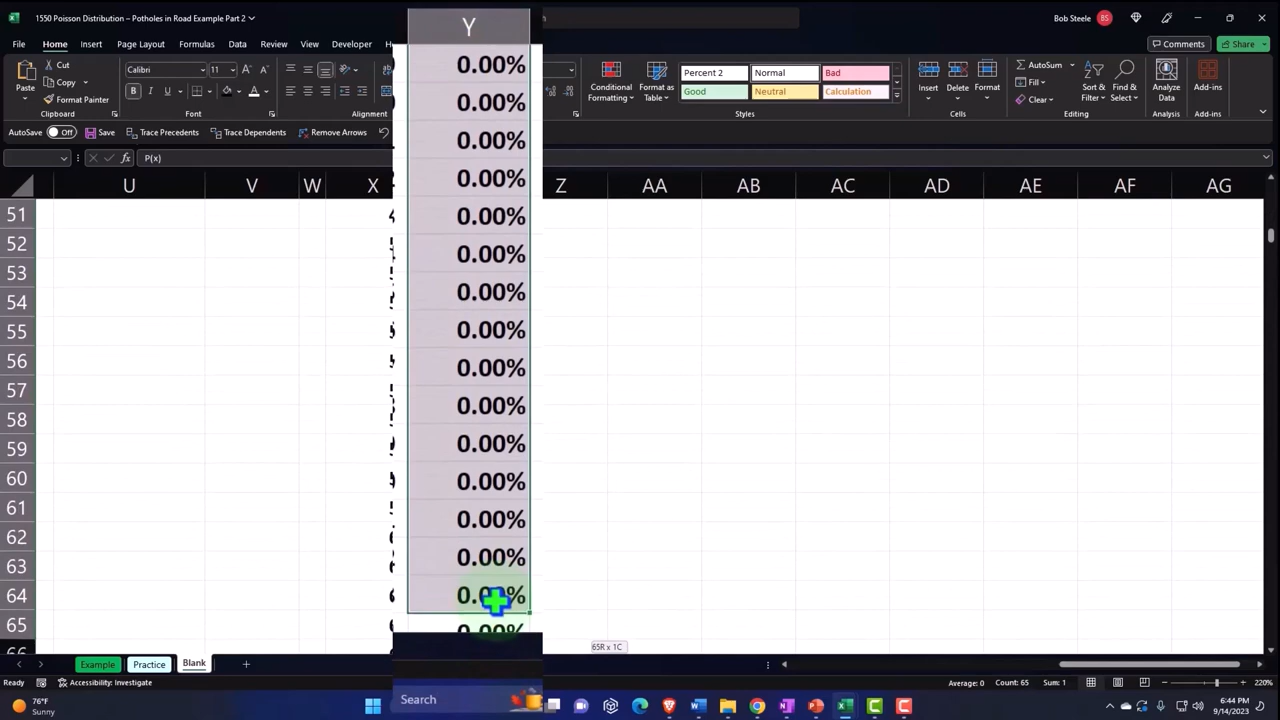 1550 Poisson Distribution – Potholes in Road Example Part 2
Bob Steele BS
File Home Insert Page Layout Formulas Data Review View Developer
Comments Share
Paste Cut Copy Format Painter
Clipboard
Calibri 11
B I U
Font
Alignment
Conditional Formatting
Format as Table
Percent 2 Normal Bad
Good Neutral Calculation
Styles
Insert Delete Format
Cells
AutoSum Fill Clear
Sort & Filter
Find & Select
Editing
Analyze Data
Analysis
Add-ins
Add-ins
AutoSave Off Save Trace Precedents Trace Dependents Remove Arrows
fx P(x)
U V W X Y Z AA AB AC AD AE AF AG
0.00%
0.00%
0.00%
0.00%
51 0.00%
52 0.00%
53 0.00%
54 0.00%
55 0.00%
56 0.00%
57 0.00%
58 0.00%
59 0.00%
60 0.00%
61 0.00%
62
63
64
65
65R x 1C
Example Practice Blank
Ready Accessibility: Investigate
Average: 0 Count: 65 Sum: 1 220%
76°F
Sunny
Search
6:44 PM
9/14/2023